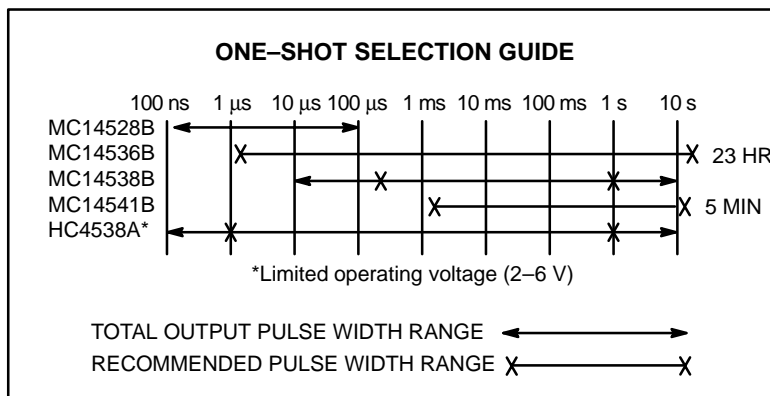 ONE–SHOT SELECTION GUIDE
100 ns 1 µs 10 µs 100 µs 1 ms 10 ms 100 ms 1 s 10 s
MC14528B
MC14536B 23 HR
MC14538B
MC14541B 5 MIN
HC4538A*
*Limited operating voltage (2–6 V)
TOTAL OUTPUT PULSE WIDTH RANGE
RECOMMENDED PULSE WIDTH RANGE